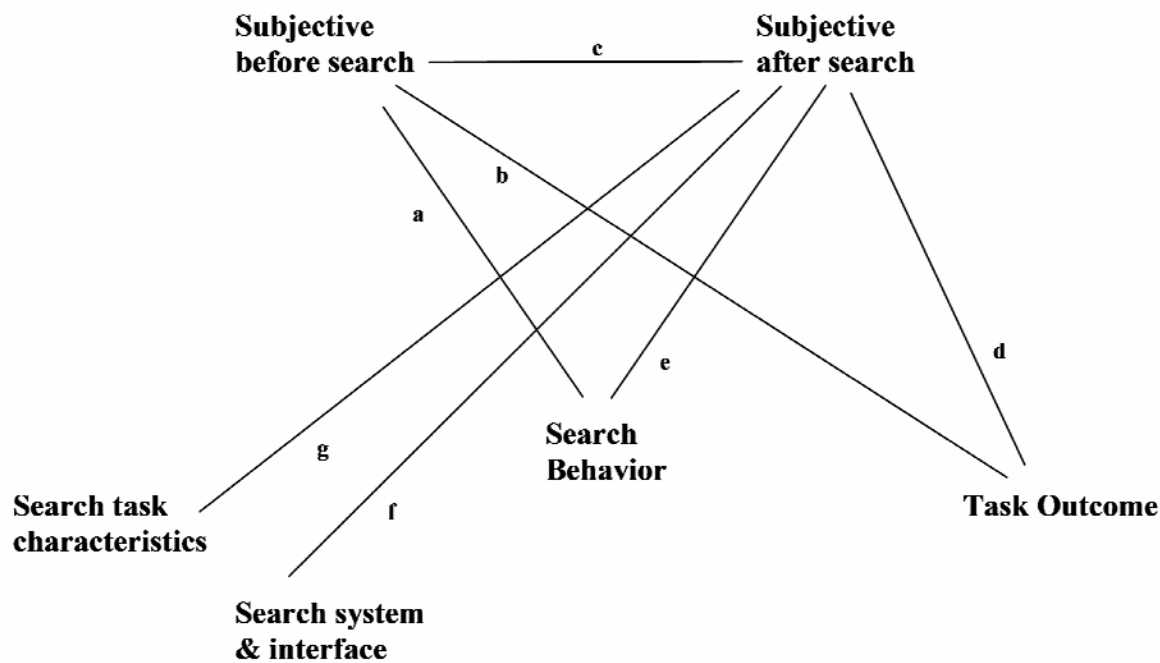 Subjective
before search
Subjective
after search
c
b
a
d
e
Search
Behavior
g
Search task
characteristics
f
Task Outcome
Search system
& interface